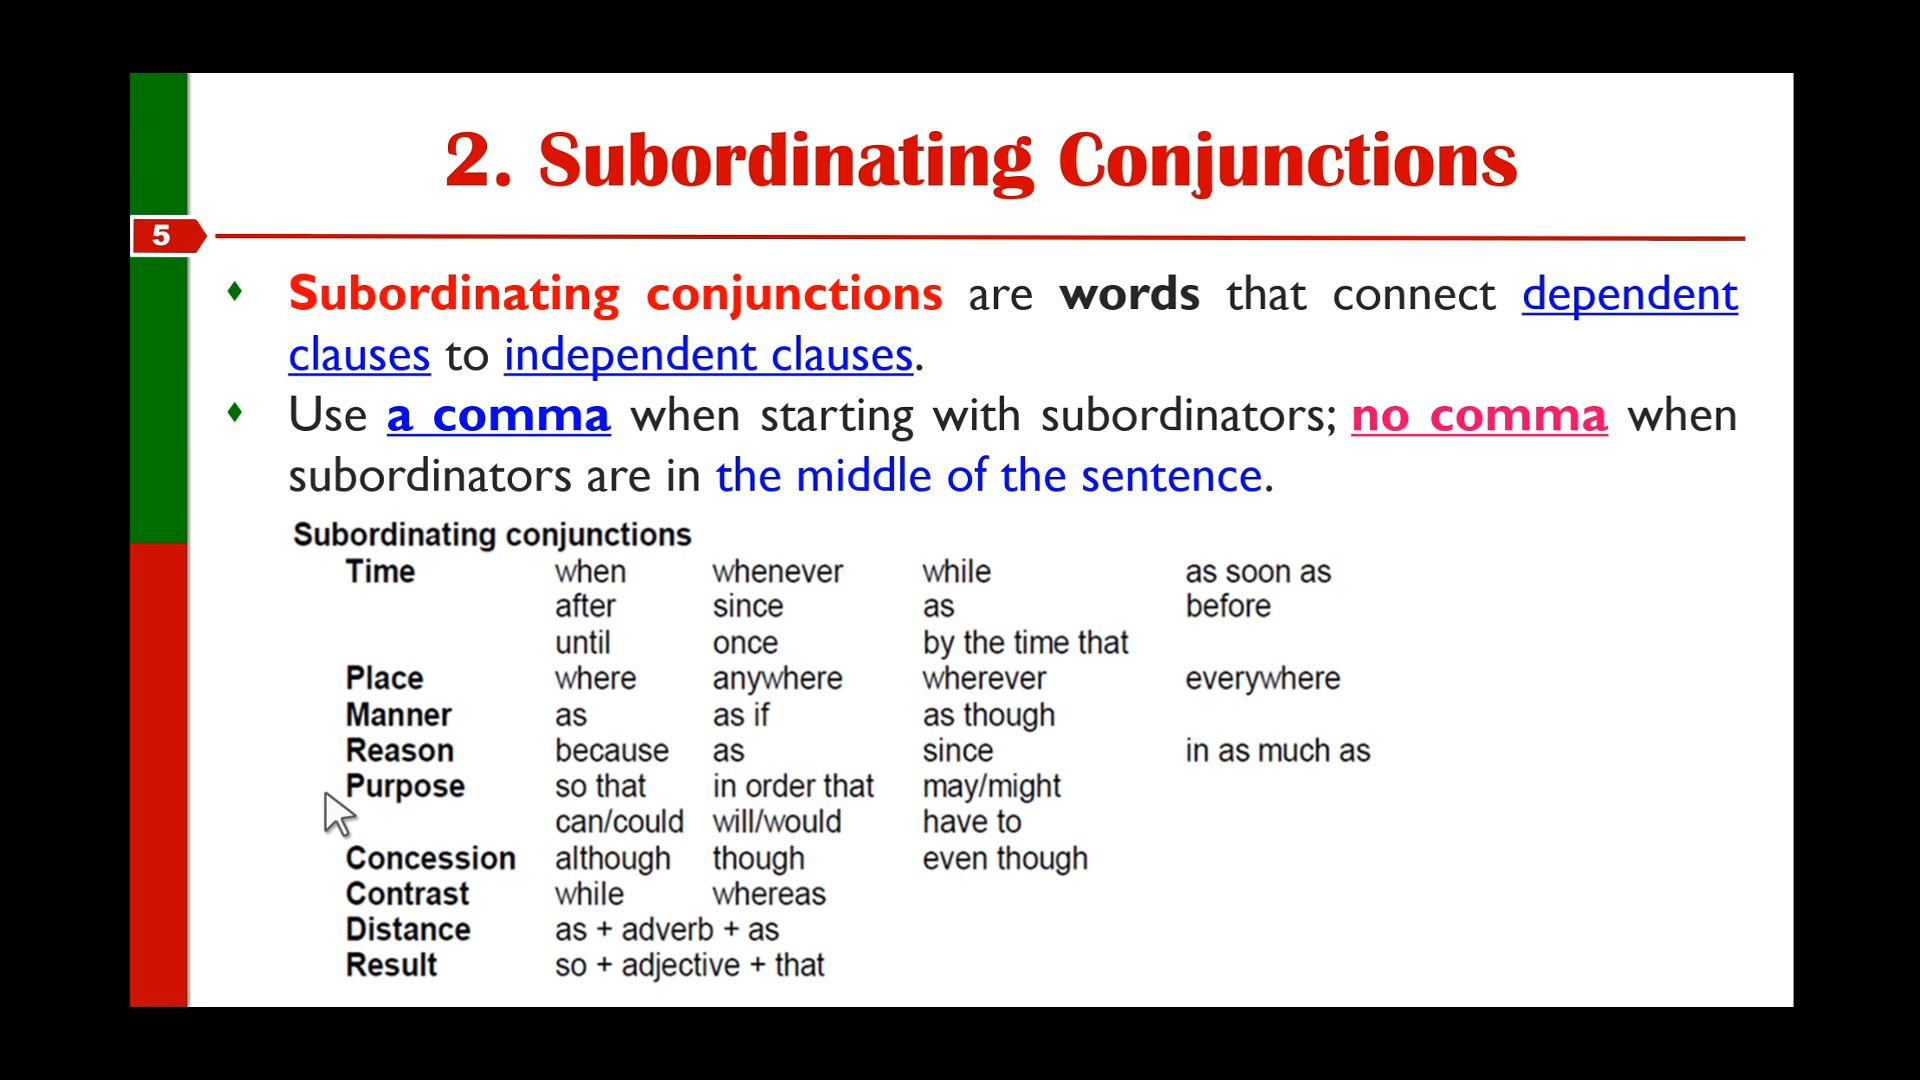 2. Subordinating Conjunctions
5
Subordinating conjunctions are words that connect dependent
clauses to independent clauses.
Use a comma when starting with subordinators; no comma when
subordinators are in the middle of the sentence.
Subordinating conjunctions
Time when whenever while as soon as
after since as before
until once by the time that
Place where anywhere wherever everywhere
Manner as as if as though
Reason because as since in as much as
Purpose so that in order that may/might
can/could will/would have to
Concession although though even though
Contrast while whereas
Distance as + adverb + as
Result so + adjective + that